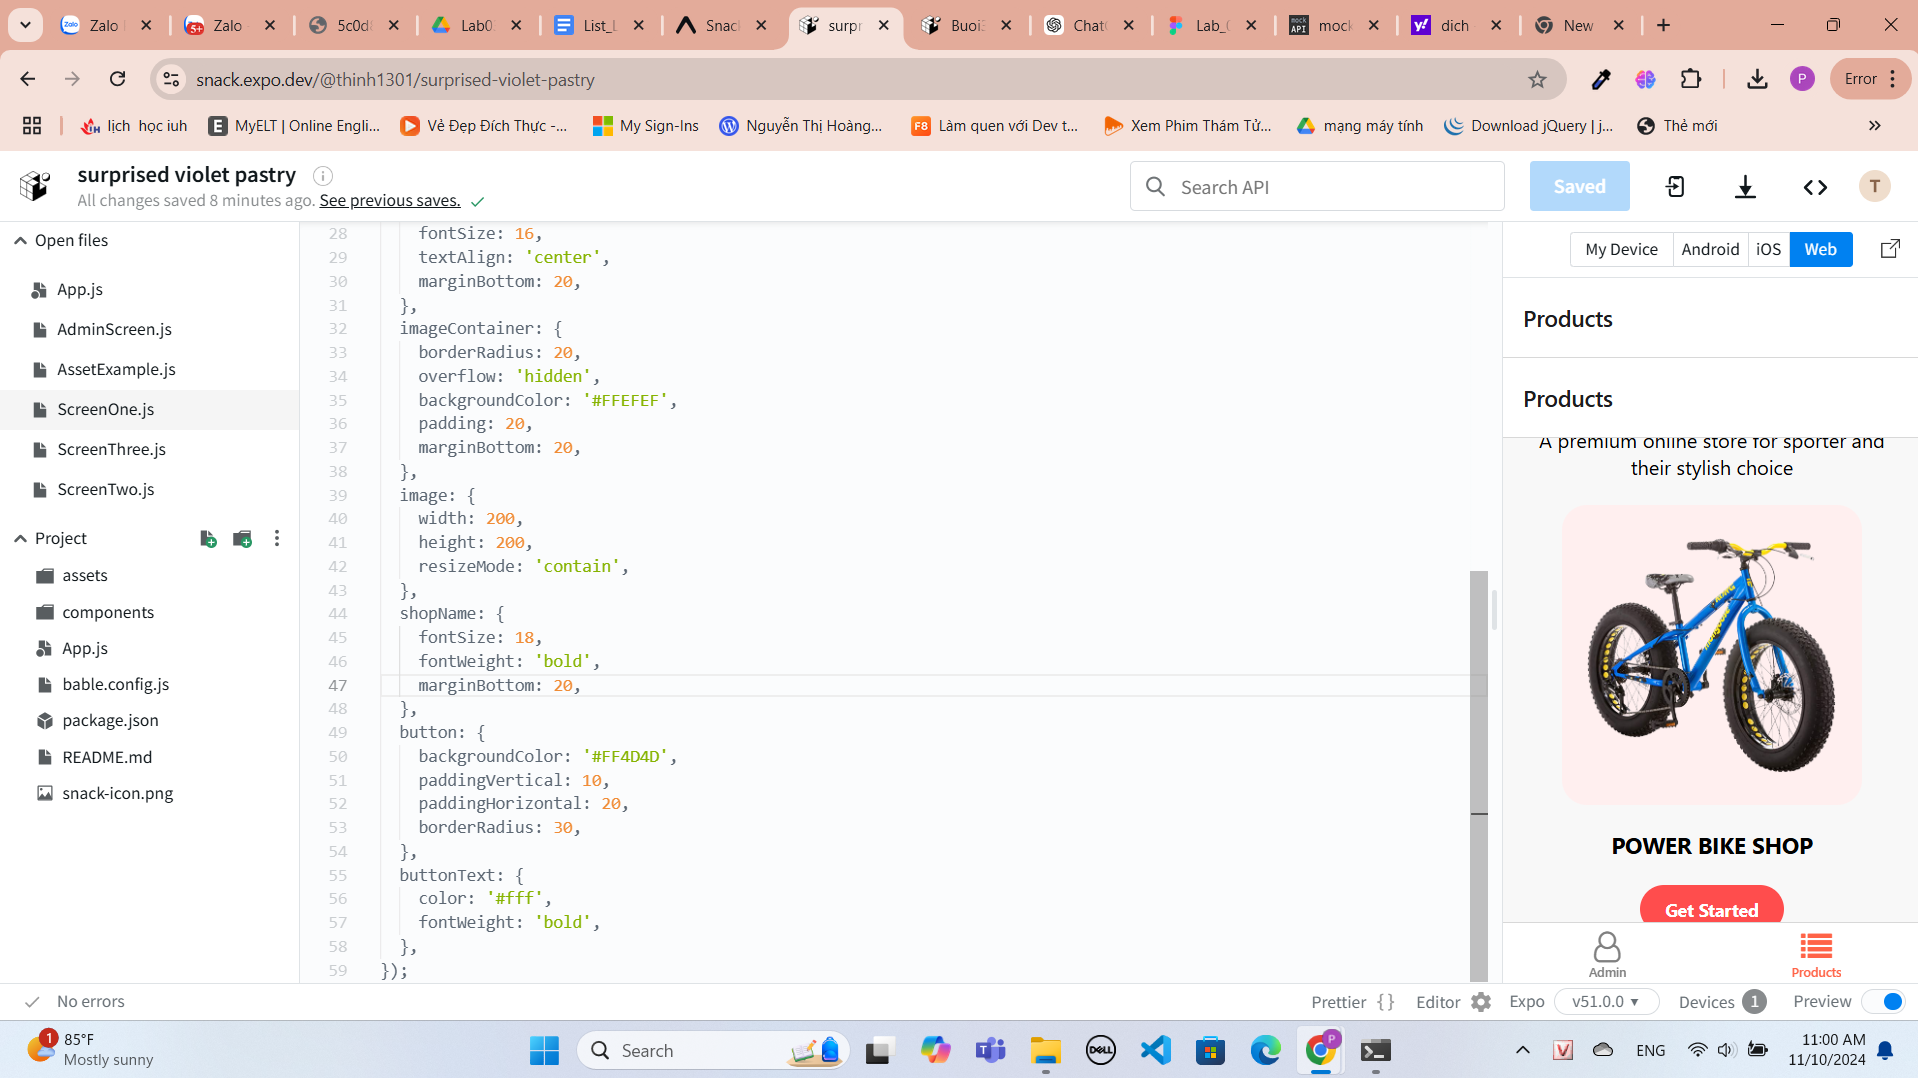 Zalo
Zalo
5c0d
Lab0
List_L
Snack
surpr
Buoi
Chat
Lab_
mock
dich
New
snack.expo.dev/@thinh1301/surprised-violet-pastry
P
Error
lịch học iuh
MyELT | Online Engli...
Vẻ Đẹp Đích Thực -...
My Sign-Ins
Nguyễn Thị Hoàng...
F8
Làm quen với Dev t...
Xem Phim Thám Tử...
mạng máy tính
Download jQuery | j...
Thẻ mới
surprised violet pastry
All changes saved 8 minutes ago. See previous saves.
Search API
Saved
T
Open files
App.js
AdminScreen.js
AssetExample.js
ScreenOne.js
ScreenThree.js
ScreenTwo.js
Project
assets
components
App.js
bable.config.js
package.json
README.md
snack-icon.png
28 fontSize: 16,
29 textAlign: 'center',
30 marginBottom: 20,
31 },
32 imageContainer: {
33 borderRadius: 20,
34 overflow: 'hidden',
35 backgroundColor: '#FFEFEF',
36 padding: 20,
37 marginBottom: 20,
38 },
39 image: {
40 width: 200,
41 height: 200,
42 resizeMode: 'contain',
43 },
44 shopName: {
45 fontSize: 18,
46 fontWeight: 'bold',
47 marginBottom: 20,
48 },
49 button: {
50 backgroundColor: '#FF4D4D',
51 paddingVertical: 10,
52 paddingHorizontal: 20,
53 borderRadius: 30,
54 },
55 buttonText: {
56 color: '#fff',
57 fontWeight: 'bold',
58 },
59 });
My Device
Android
iOS
Web
Products
Products
A premium online store for sporter and
their stylish choice
POWER BIKE SHOP
Get Started
Admin
Products
No errors
Prettier { }
Editor
Expo
v51.0.0
Devices 1
Preview
1
85°F
Mostly sunny
Search
DELL
P
V
ENG
11:00 AM
11/10/2024